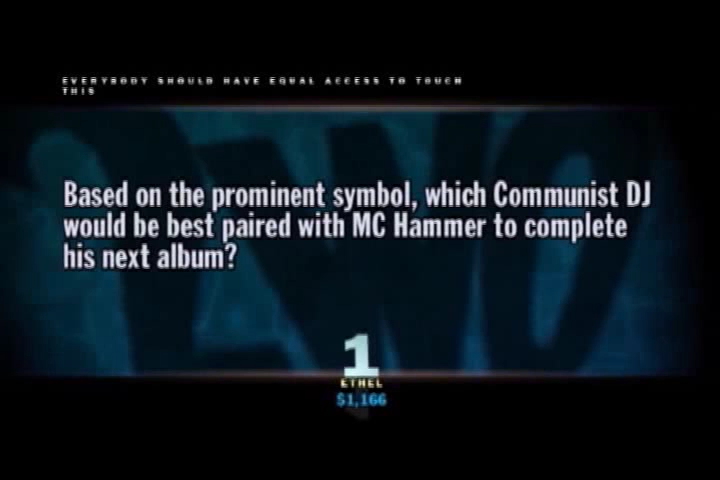 EVERYBODY SHOULD HAVE EQUAL ACCESS TO TOUCH
THIS
Based on the prominent symbol, which Communist DJ
would be best paired with MC Hammer to complete
his next album?
1
ETHEL
$1,166